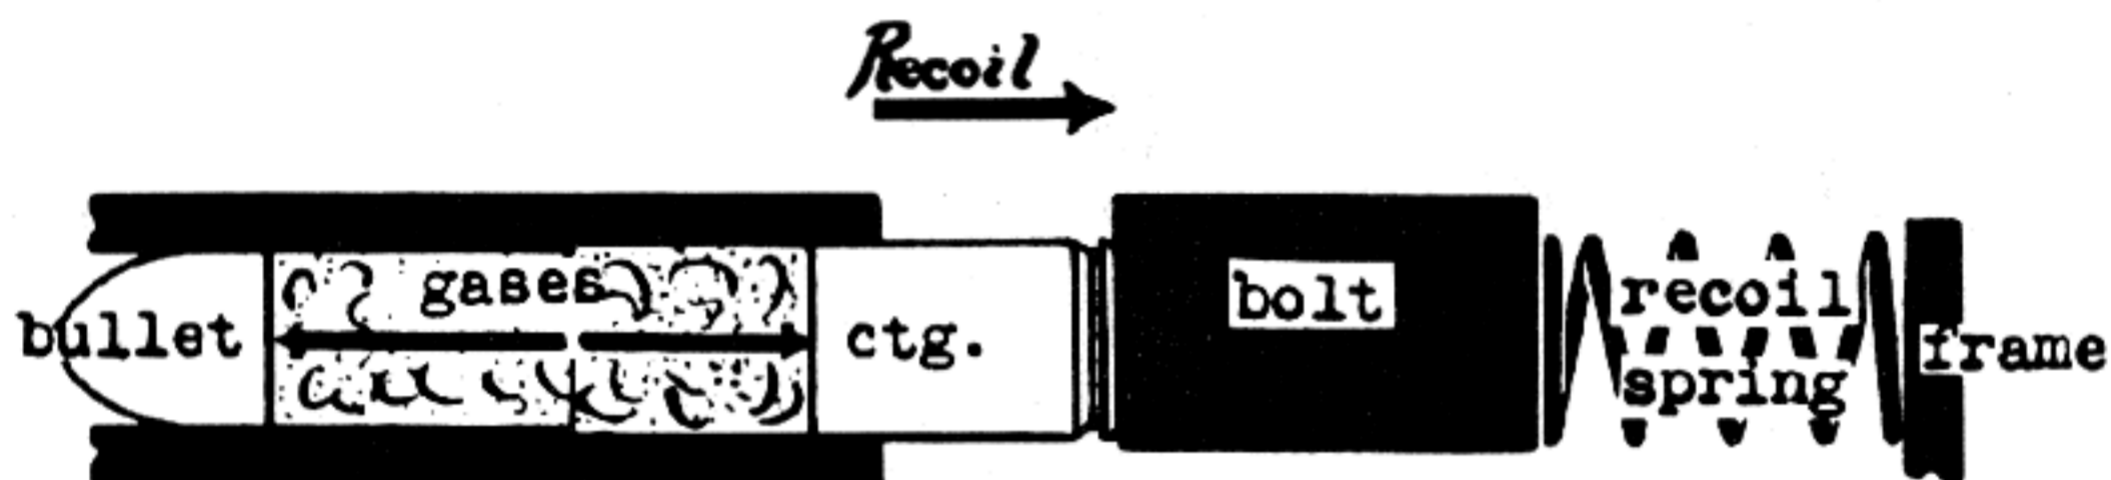 Recoil
bullet
gases
ctg.
bolt
recoil
spring
frame